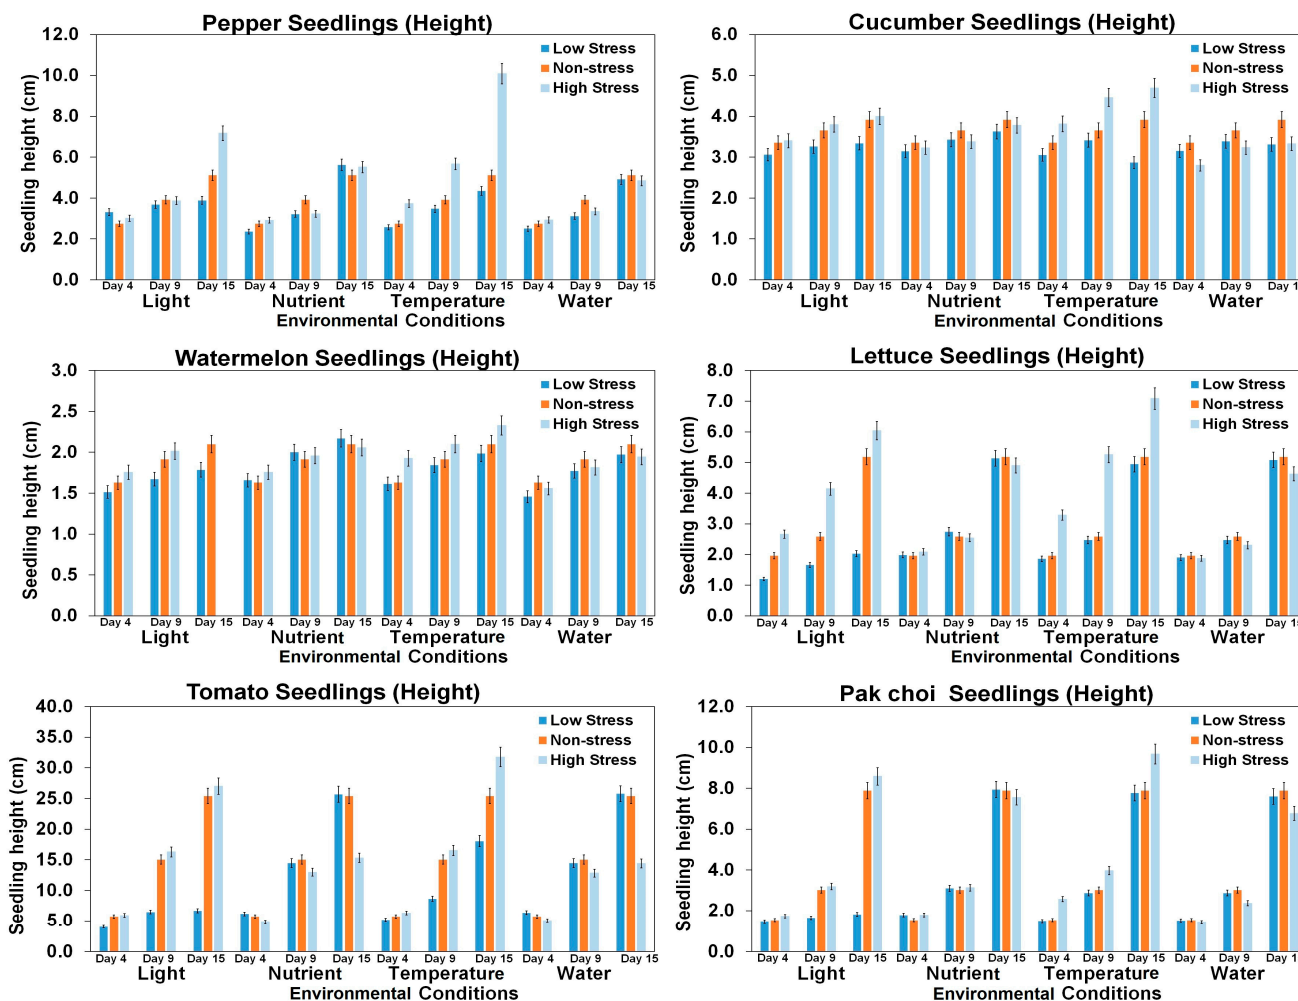 Pepper Seedlings (Height)
Seedling height (cm)
12.0
10.0
8.0
6.0
4.0
2.0
0.0
Low Stress
Non-stress
High Stress
Day 4 Day 9 Day 15 Day 4 Day 9 Day 15 Day 4 Day 9 Day 15 Day 4 Day 9 Day 15
Light Nutrient Temperature Water
Environmental Conditions
Cucumber Seedlings (Height)
Seedling height (cm)
6.0
5.0
4.0
3.0
2.0
1.0
0.0
Low Stress
Non-stress
High Stress
Day 4 Day 9 Day 15 Day 4 Day 9 Day 15 Day 4 Day 9 Day 15 Day 4 Day 9 Day 1
Light Nutrient Temperature Water
Environmental Conditions
Watermelon Seedlings (Height)
Seedling height (cm)
3.0
2.5
2.0
1.5
1.0
0.5
0.0
Low Stress
Non-stress
High Stress
Day 4 Day 9 Day 15 Day 4 Day 9 Day 15 Day 4 Day 9 Day 15 Day 4 Day 9 Day 15
Light Nutrient Temperature Water
Environmental Conditions
Lettuce Seedlings (Height)
Seedling height (cm)
8.0
7.0
6.0
5.0
4.0
3.0
2.0
1.0
0.0
Low Stress
Non-stress
High Stress
Day 4 Day 9 Day 15 Day 4 Day 9 Day 15 Day 4 Day 9 Day 15 Day 4 Day 9 Day 15
Light Nutrient Temperature Water
Environmental Conditions
Tomato Seedlings (Height)
Seedling height (cm)
40.0
35.0
30.0
25.0
20.0
15.0
10.0
5.0
0.0
Low Stress
Non-stress
High Stress
Day 4 Day 9 Day 15 Day 4 Day 9 Day 15 Day 4 Day 9 Day 15 Day 4 Day 9 Day 15
Light Nutrient Temperature Water
Environmental Conditions
Pak choi Seedlings (Height)
Seedling height (cm)
12.0
10.0
8.0
6.0
4.0
2.0
0.0
Low Stress
Non-stress
High Stress
Day 4 Day 9 Day 15 Day 4 Day 9 Day 15 Day 4 Day 9 Day 15 Day 4 Day 9 Day 1
Light Nutrient Temperature Water
Environmental Conditions